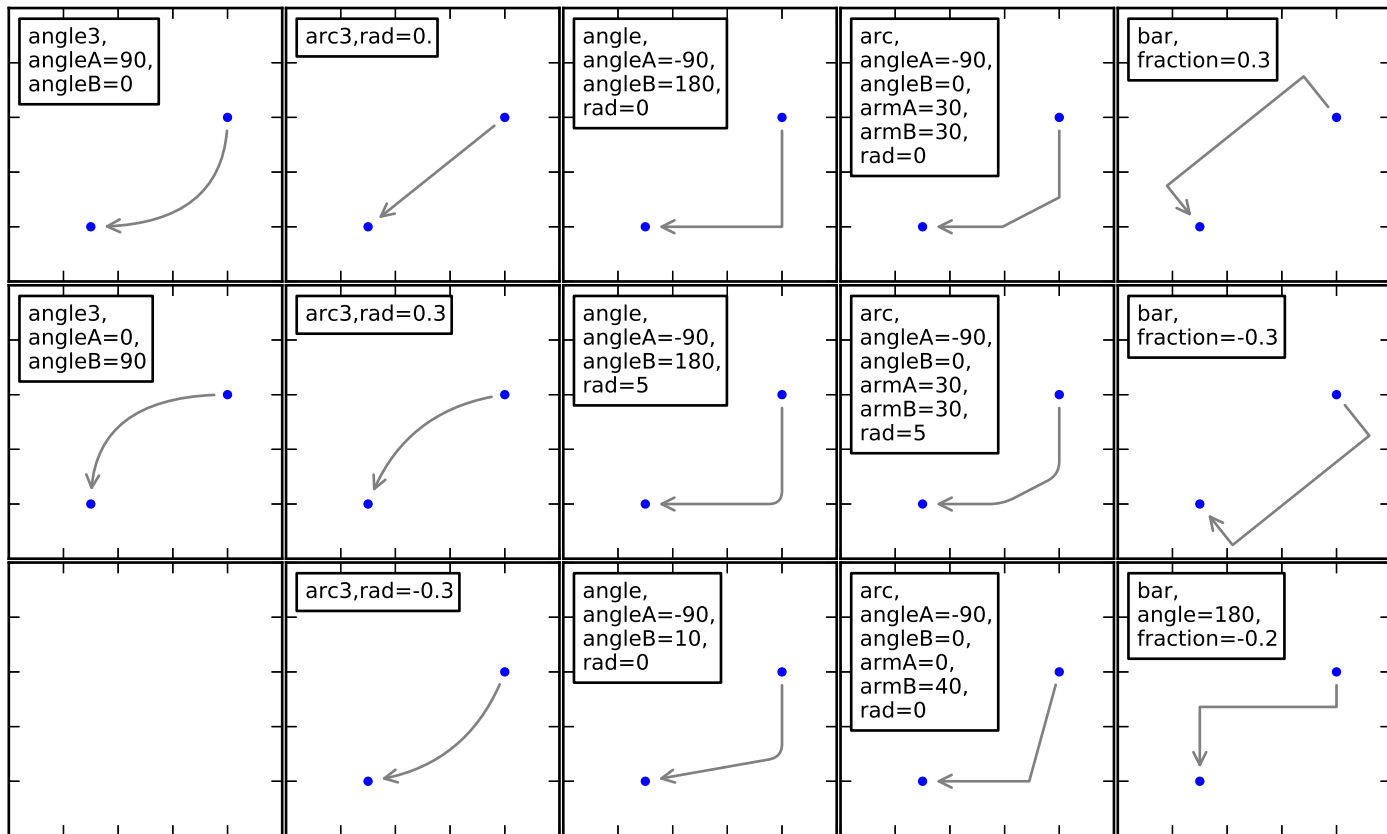 angle3,
angleA=90,
angleB=0
arc3,rad=0.
angle,
angleA=-90,
angleB=180,
rad=0
arc,
angleA=-90,
angleB=0,
armA=30,
armB=30,
rad=0
bar,
fraction=0.3
angle3,
angleA=0,
angleB=90
arc3,rad=0.3
angle,
angleA=-90,
angleB=180,
rad=5
arc,
angleA=-90,
angleB=0,
armA=30,
armB=30,
rad=5
bar,
fraction=-0.3
arc3,rad=-0.3
angle,
angleA=-90,
angleB=10,
rad=0
arc,
angleA=-90,
angleB=0,
armA=0,
armB=40,
rad=0
bar,
angle=180,
fraction=-0.2